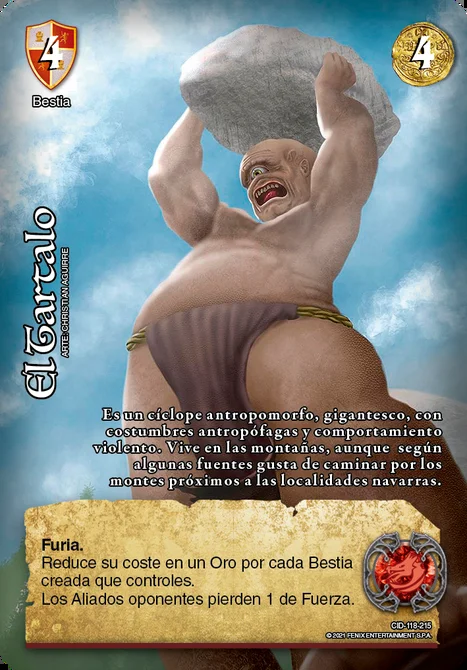 4
4
Bestia
El Tartalo
ARTE: CHRISTIAN AGUIRRE
Es un cíclope antropomorfo, gigantesco, con
costumbres antropófagas y comportamiento
violento. Vive en las montañas, aunque según
algunas fuentes gusta de caminar por los
montes próximos a las localidades navarras.
Furia.
Reduce su coste en un Oro por cada Bestia
creada que controles.
Los Aliados oponentes pierden 1 de Fuerza.
CID-118-215
© 2021 FENIX ENTERTAINMENT S.P.A.